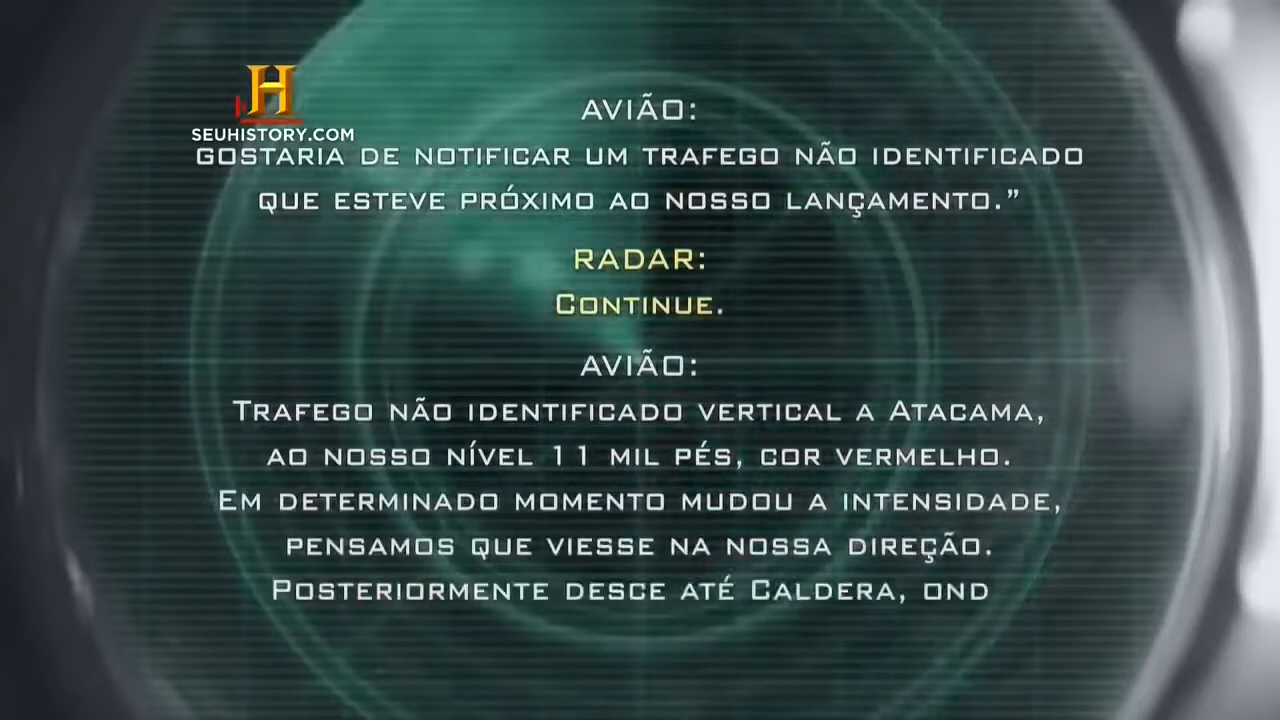 H
SEUHISTORY.COM
AVIÃO:
GOSTARIA DE NOTIFICAR UM TRAFEGO NÃO IDENTIFICADO
QUE ESTEVE PRÓXIMO AO NOSSO LANÇAMENTO.”
RADAR:
CONTINUE.
AVIÃO:
TRAFEGO NÃO IDENTIFICADO VERTICAL A ATACAMA,
AO NOSSO NÍVEL 11 MIL PÉS, COR VERMELHO.
EM DETERMINADO MOMENTO MUDOU A INTENSIDADE,
PENSAMOS QUE VIESSE NA NOSSA DIREÇÃO.
POSTERIORMENTE DESCE ATÉ CALDERA, OND